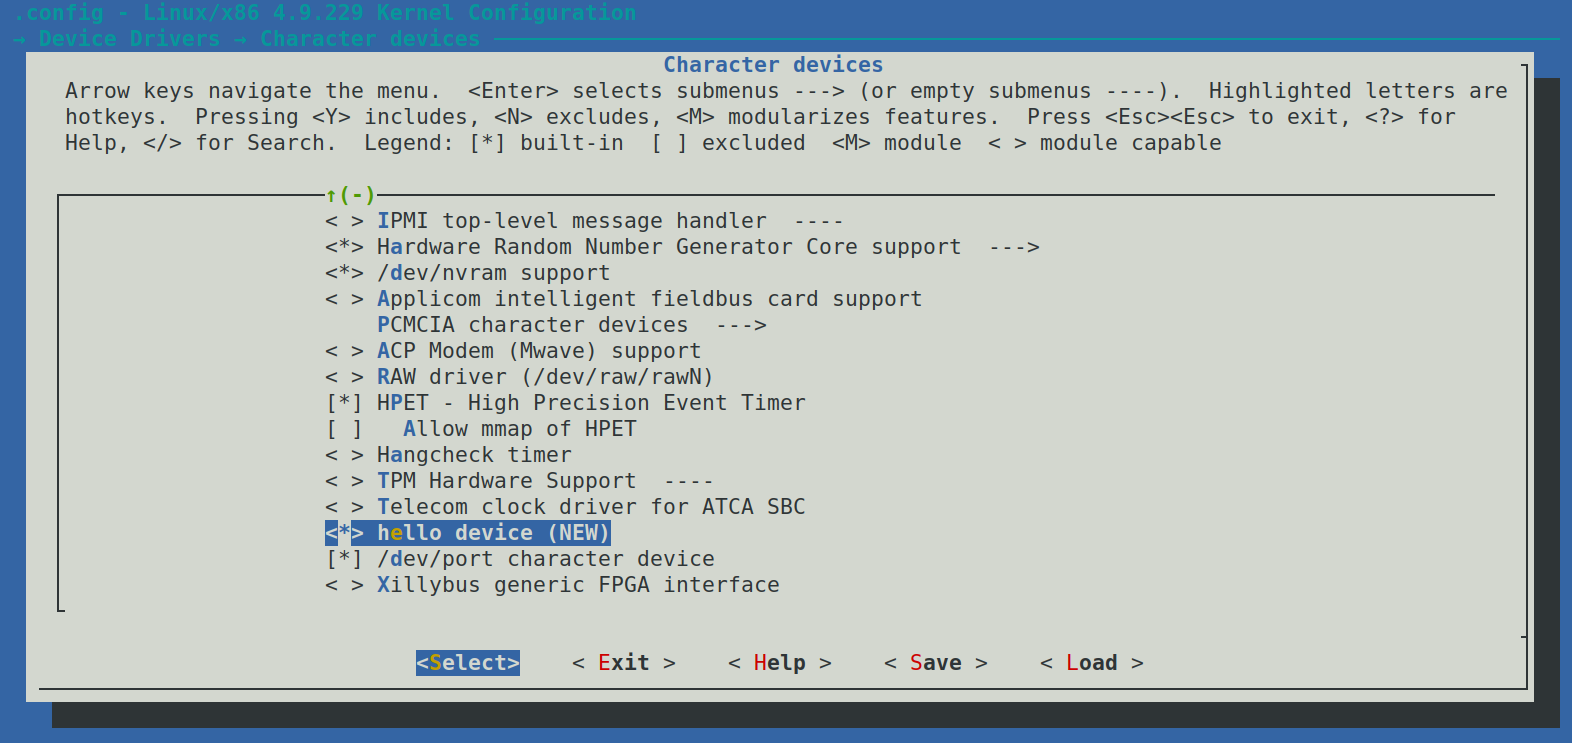 .config - Linux/x86 4.9.229 Kernel Configuration
→ Device Drivers → Character devices
Character devices
Arrow keys navigate the menu.  <Enter> selects submenus ---> (or empty submenus ----).  Highlighted letters are
hotkeys.  Pressing <Y> includes, <N> excludes, <M> modularizes features.  Press <Esc><Esc> to exit, <?> for
Help, </> for Search.  Legend: [*] built-in  [ ] excluded  <M> module  < > module capable
↑(-)
< > IPMI top-level message handler  ----
<*> Hardware Random Number Generator Core support  --->
<*> /dev/nvram support
< > Applicom intelligent fieldbus card support
PCMCIA character devices  --->
< > ACP Modem (Mwave) support
< > RAW driver (/dev/raw/rawN)
[*] HPET - High Precision Event Timer
[ ]   Allow mmap of HPET
< > Hangcheck timer
< > TPM Hardware Support  ----
< > Telecom clock driver for ATCA SBC
<*> hello device (NEW)
[*] /dev/port character device
< > Xillybus generic FPGA interface
<Select>    < Exit >    < Help >    < Save >    < Load >